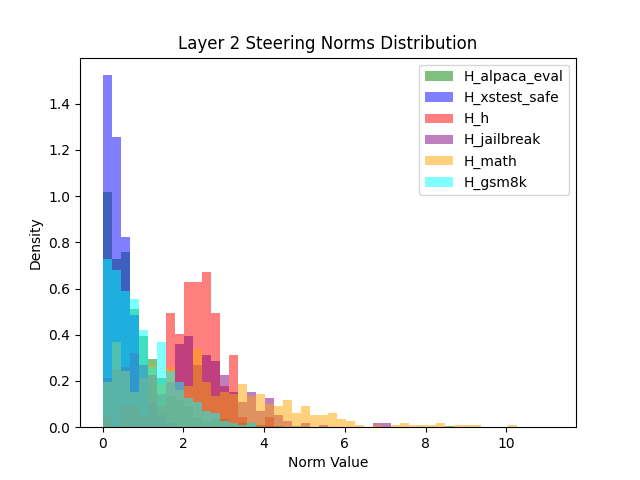 Layer 2 Steering Norms Distribution
H_alpaca_eval
H_xstest_safe
H_h
H_jailbreak
H_math
H_gsm8k
Density
1.4
1.2
1.0
0.8
0.6
0.4
0.2
0.0
0 2 4 6 8 10
Norm Value